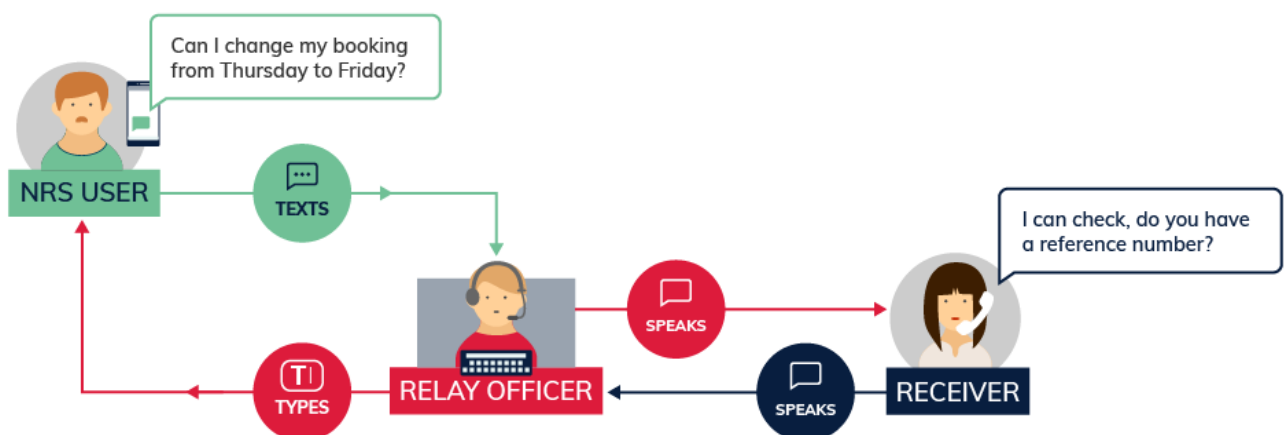 Can I change my booking
from Thursday to Friday?
NRS USER
TEXTS
I can check, do you have
a reference number?
SPEAKS
T
TYPES
RELAY OFFICER
SPEAKS
RECEIVER